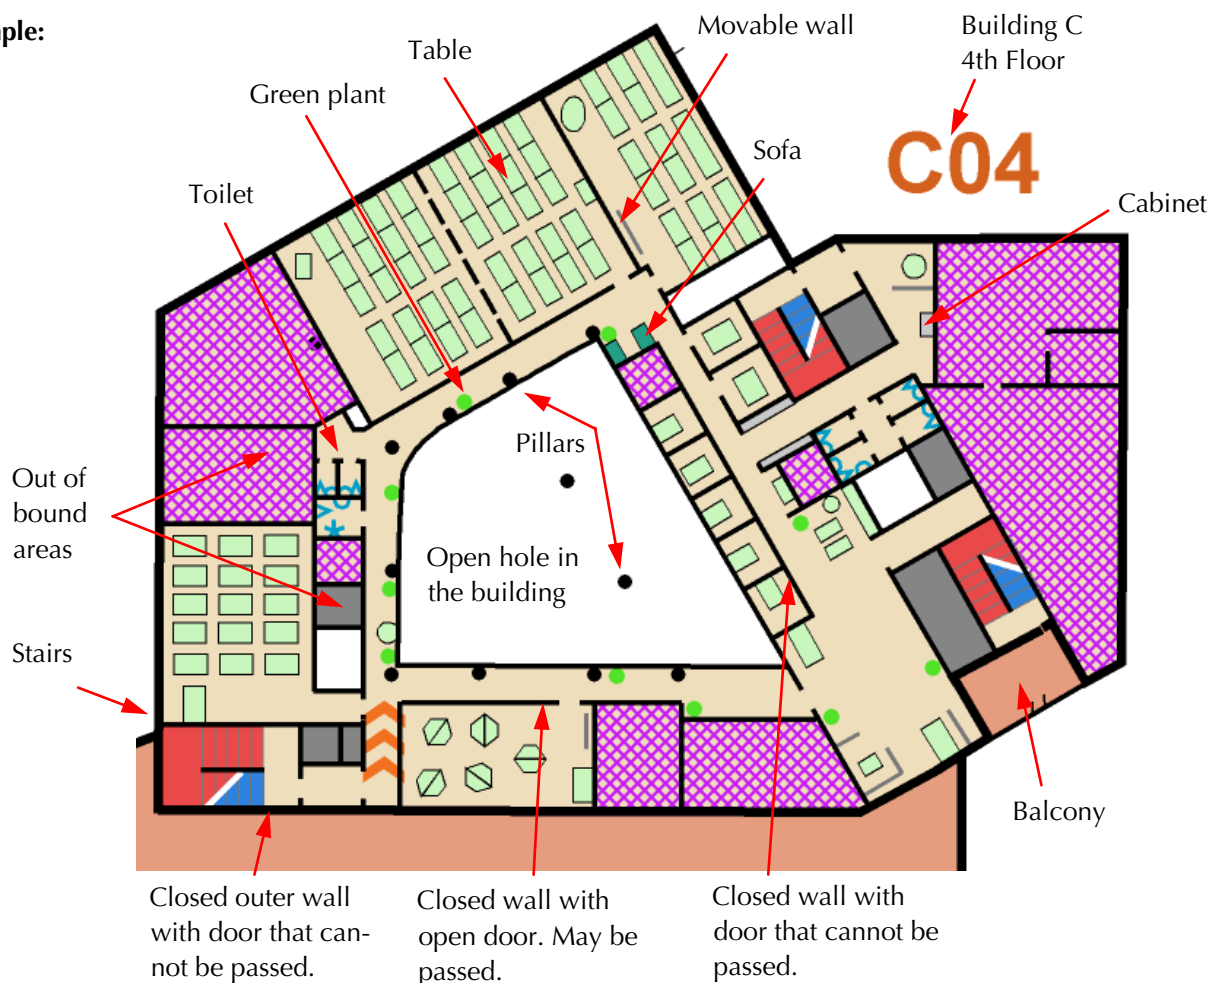 mple:
Movable wall
Building C
4th Floor
Table
Green plant
C04
Sofa
Toilet
Cabinet
Pillars
Out of
bound
areas
Open hole in
the building
Stairs
Balcony
Closed outer wall
with door that can-
not be passed.
Closed wall with
open door. May be
passed.
Closed wall with
door that cannot be
passed.